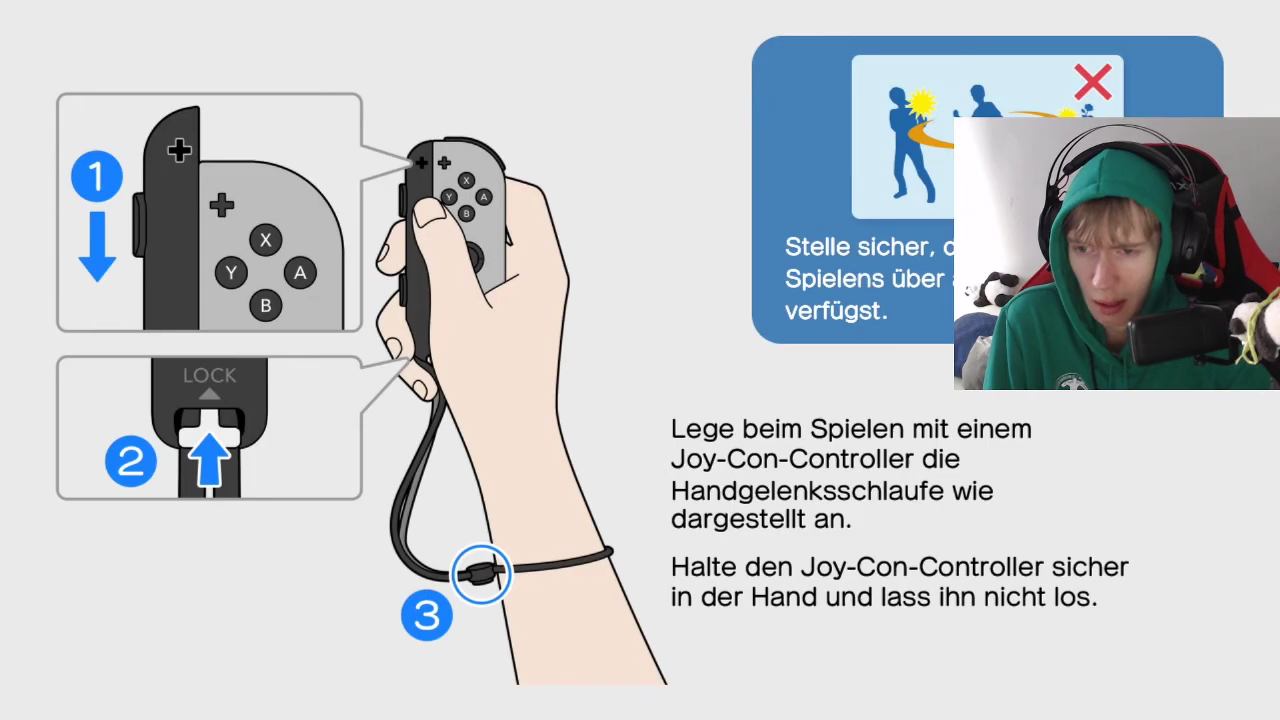 1
X
Y
A
B
X
Y
A
B
LOCK
2
3
Stelle sicher,
Spielens über
verfügst.
Lege beim Spielen mit einem
Joy-Con-Controller die
Handgelenksschlaufe wie
dargestellt an.
Halte den Joy-Con-Controller sicher
in der Hand und lass ihn nicht los.